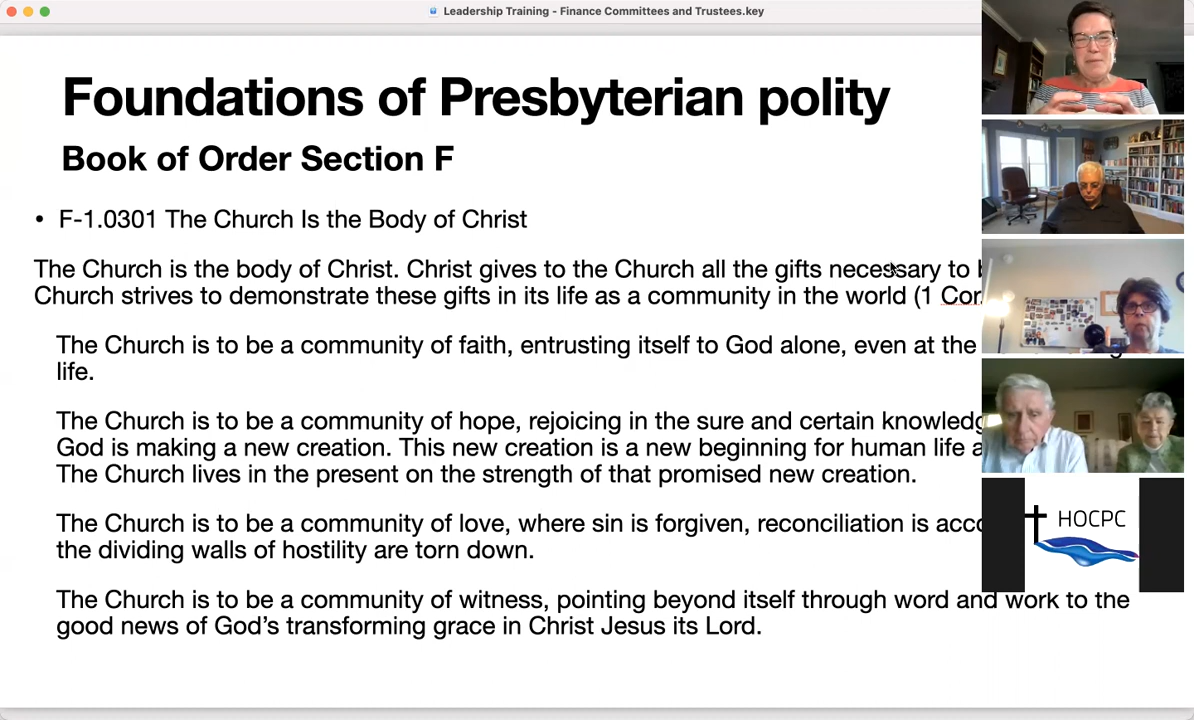 Leadership Training - Finance Committees and Trustees.key
Foundations of Presbyterian polity
Book of Order Section F
• F-1.0301 The Church Is the Body of Christ
The Church is the body of Christ. Christ gives to the Church all the gifts necessary to
Church strives to demonstrate these gifts in its life as a community in the world (1 Cor.
The Church is to be a community of faith, entrusting itself to God alone, even at the
life.
The Church is to be a community of hope, rejoicing in the sure and certain
God is making a new creation. This new creation is a new beginning for human life
The Church lives in the present on the strength of that promised new creation.
The Church is to be a community of love, where sin is forgiven, reconciliation is
the dividing walls of hostility are torn down.
The Church is to be a community of witness, pointing beyond itself through word and work to the
good news of God’s transforming grace in Christ Jesus its Lord.
HOCPC